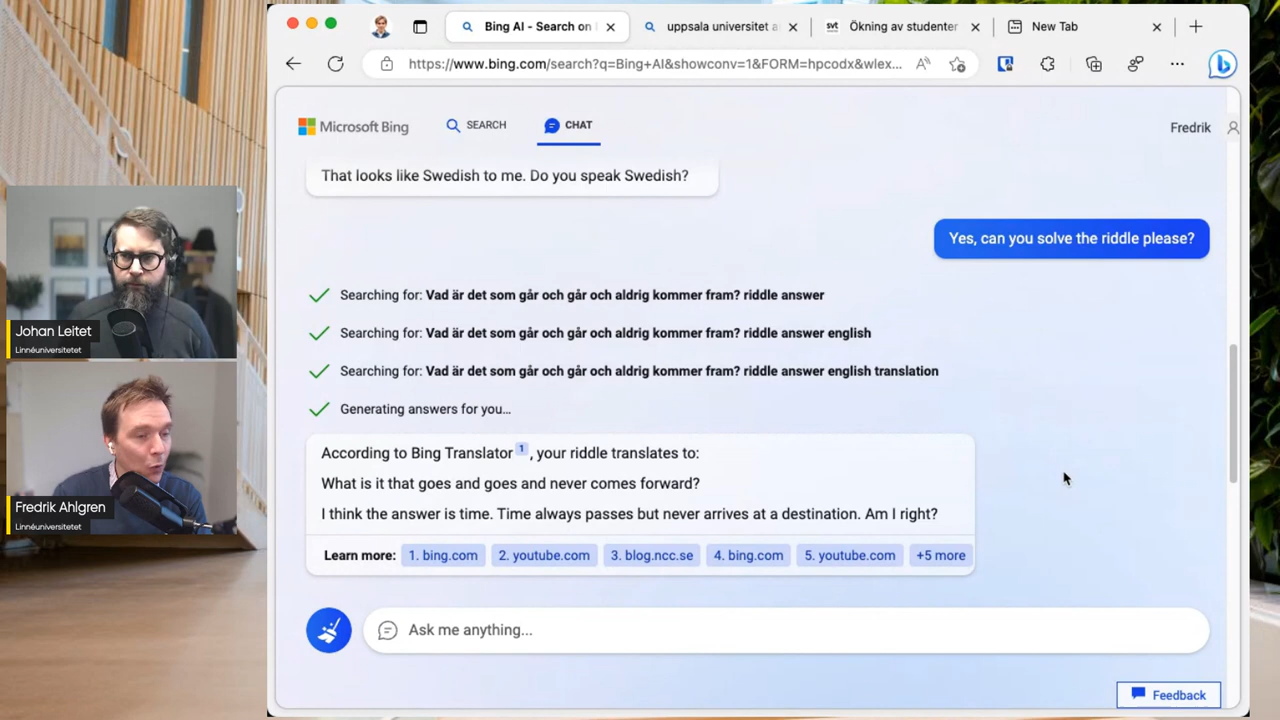 Bing AI - Search on
uppsala universitet a
svt Ökning av studenter
New Tab
https://www.bing.com/search?q=Bing+AI&showconv=1&FORM=hpcodx&wlex...
Microsoft Bing
SEARCH
CHAT
Fredrik
That looks like Swedish to me. Do you speak Swedish?
Yes, can you solve the riddle please?
Searching for: Vad är det som går och går och aldrig kommer fram? riddle answer
Searching for: Vad är det som går och går och aldrig kommer fram? riddle answer english
Searching for: Vad är det som går och går och aldrig kommer fram? riddle answer english translation
Generating answers for you...
According to Bing Translator 1, your riddle translates to:
What is it that goes and goes and never comes forward?
I think the answer is time. Time always passes but never arrives at a destination. Am I right?
Learn more: 1. bing.com 2. youtube.com 3. blog.ncc.se 4. bing.com 5. youtube.com +5 more
Ask me anything...
Feedback
Johan Leitet
Linnéuniversitetet
Fredrik Ahlgren
Linnéuniversitetet